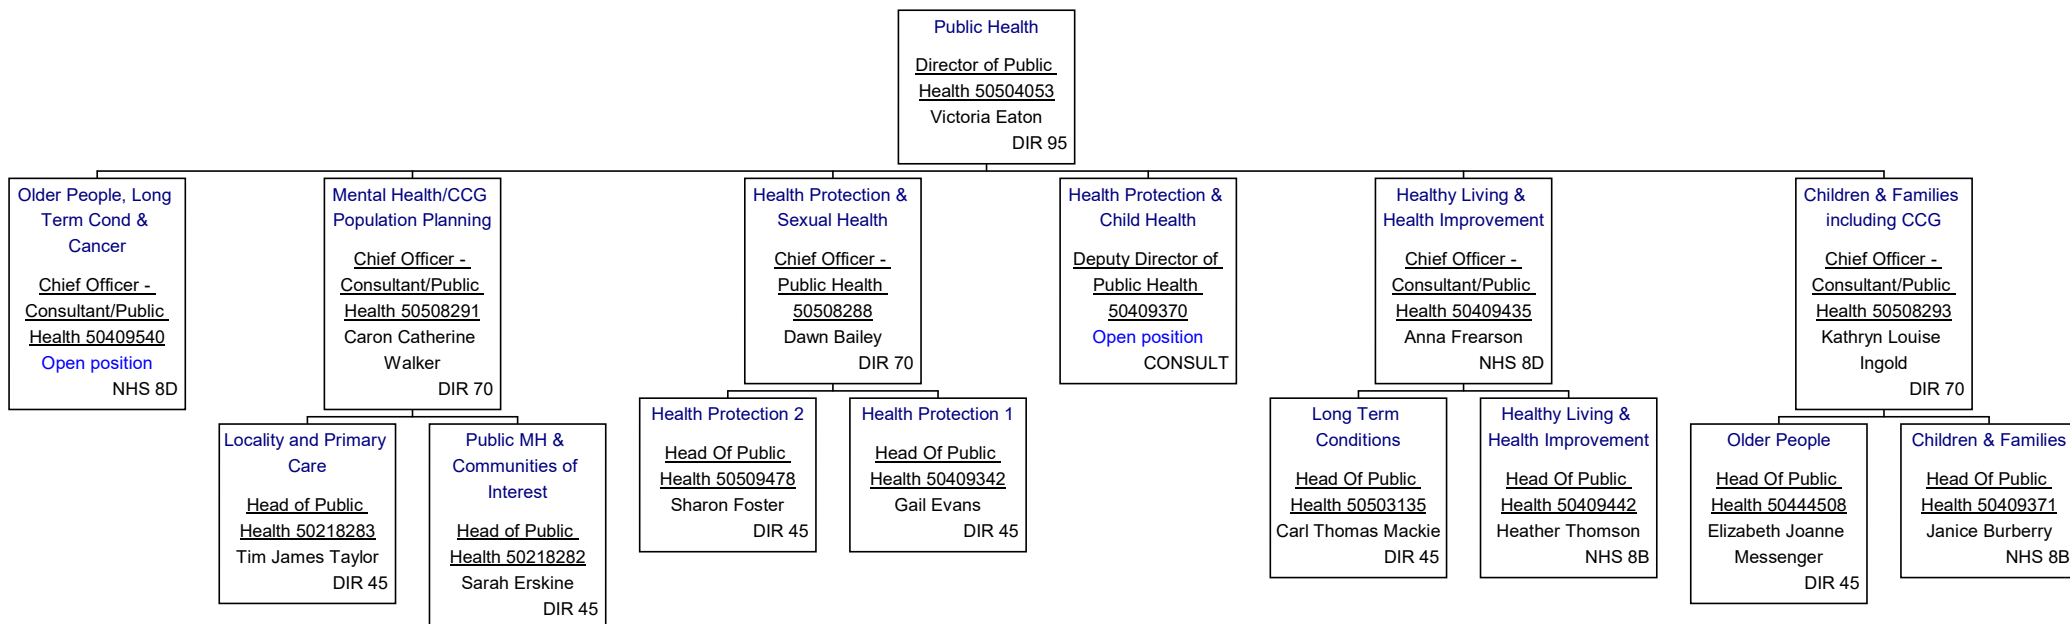 Public Health
Director of Public
Health 50504053
Victoria Eaton
DIR 95
Older People, Long
Term Cond &
Cancer
Chief Officer -
Consultant/Public
Health 50409540
Open position
NHS 8D
Mental Health/CCG
Population Planning
Chief Officer -
Consultant/Public
Health 50508291
Caron Catherine
Walker
DIR 70
Health Protection &
Sexual Health
Chief Officer -
Public Health
50508288
Dawn Bailey
DIR 70
Health Protection &
Child Health
Deputy Director of
Public Health
50409370
Open position
CONSULT
Healthy Living &
Health Improvement
Chief Officer -
Consultant/Public
Health 50409435
Anna Frearson
NHS 8D
Children & Families
including CCG
Chief Officer -
Consultant/Public
Health 50508293
Kathryn Louise
Ingold
DIR 70
Locality and Primary
Care
Head of Public
Health 50218283
Tim James Taylor
DIR 45
Public MH &
Communities of
Interest
Head of Public
Health 50218282
Sarah Erskine
DIR 45
Health Protection 2
Head Of Public
Health 50509478
Sharon Foster
DIR 45
Health Protection 1
Head Of Public
Health 50409342
Gail Evans
DIR 45
Long Term
Conditions
Head Of Public
Health 50503135
Carl Thomas Mackie
DIR 45
Healthy Living &
Health Improvement
Head Of Public
Health 50409442
Heather Thomson
NHS 8B
Older People
Head Of Public
Health 50444508
Elizabeth Joanne
Messenger
DIR 45
Children & Families
Head Of Public
Health 50409371
Janice Burberry
NHS 8B